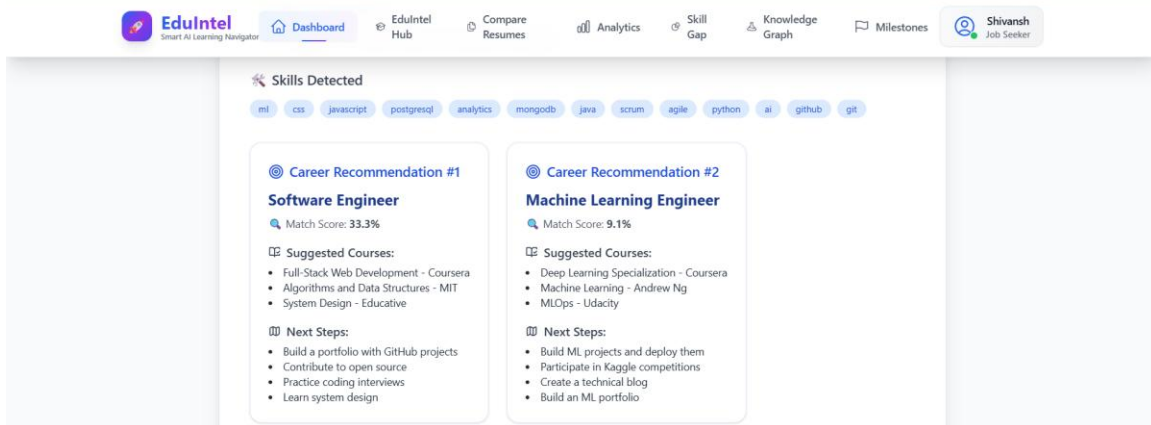 EduIntel
Smart AI Learning Navigator
Dashboard
EduIntel
Hub
Compare
Resumes
Analytics
Skill
Gap
Knowledge
Graph
Milestones
Shivansh
Job Seeker
Skills Detected
ml css javascript postgresql analytics mongodb java scrum agile python ai github git
Career Recommendation #1
Software Engineer
Match Score: 33.3%
Suggested Courses:
• Full-Stack Web Development - Coursera
• Algorithms and Data Structures - MIT
• System Design - Educative
Next Steps:
• Build a portfolio with GitHub projects
• Contribute to open source
• Practice coding interviews
• Learn system design
Career Recommendation #2
Machine Learning Engineer
Match Score: 9.1%
Suggested Courses:
• Deep Learning Specialization - Coursera
• Machine Learning - Andrew Ng
• MLOps - Udacity
Next Steps:
• Build ML projects and deploy them
• Participate in Kaggle competitions
• Create a technical blog
• Build an ML portfolio